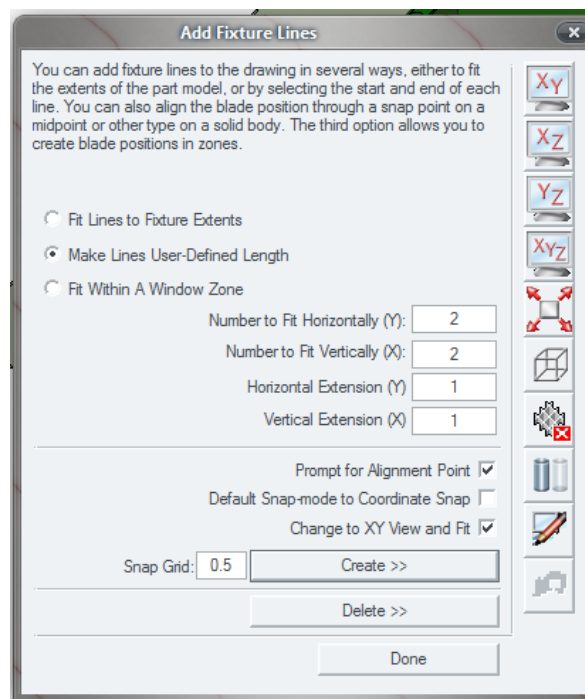 Add Fixture Lines
You can add fixture lines to the drawing in several ways, either to fit
the extents of the part model, or by selecting the start and end of each
line. You can also align the blade position through a snap point on a
midpoint or other type on a solid body. The third option allows you to
create blade positions in zones.
XY
XZ
YZ
XYZ
Fit Lines to Fixture Extents
Make Lines User-Defined Length
Fit Within A Window Zone
Number to Fit Horizontally (Y): 2
Number to Fit Vertically (X): 2
Horizontal Extension (Y) 1
Vertical Extension (X) 1
Prompt for Alignment Point
Default Snap-mode to Coordinate Snap
Change to XY View and Fit
Snap Grid: 0.5 Create >>
Delete >>
Done